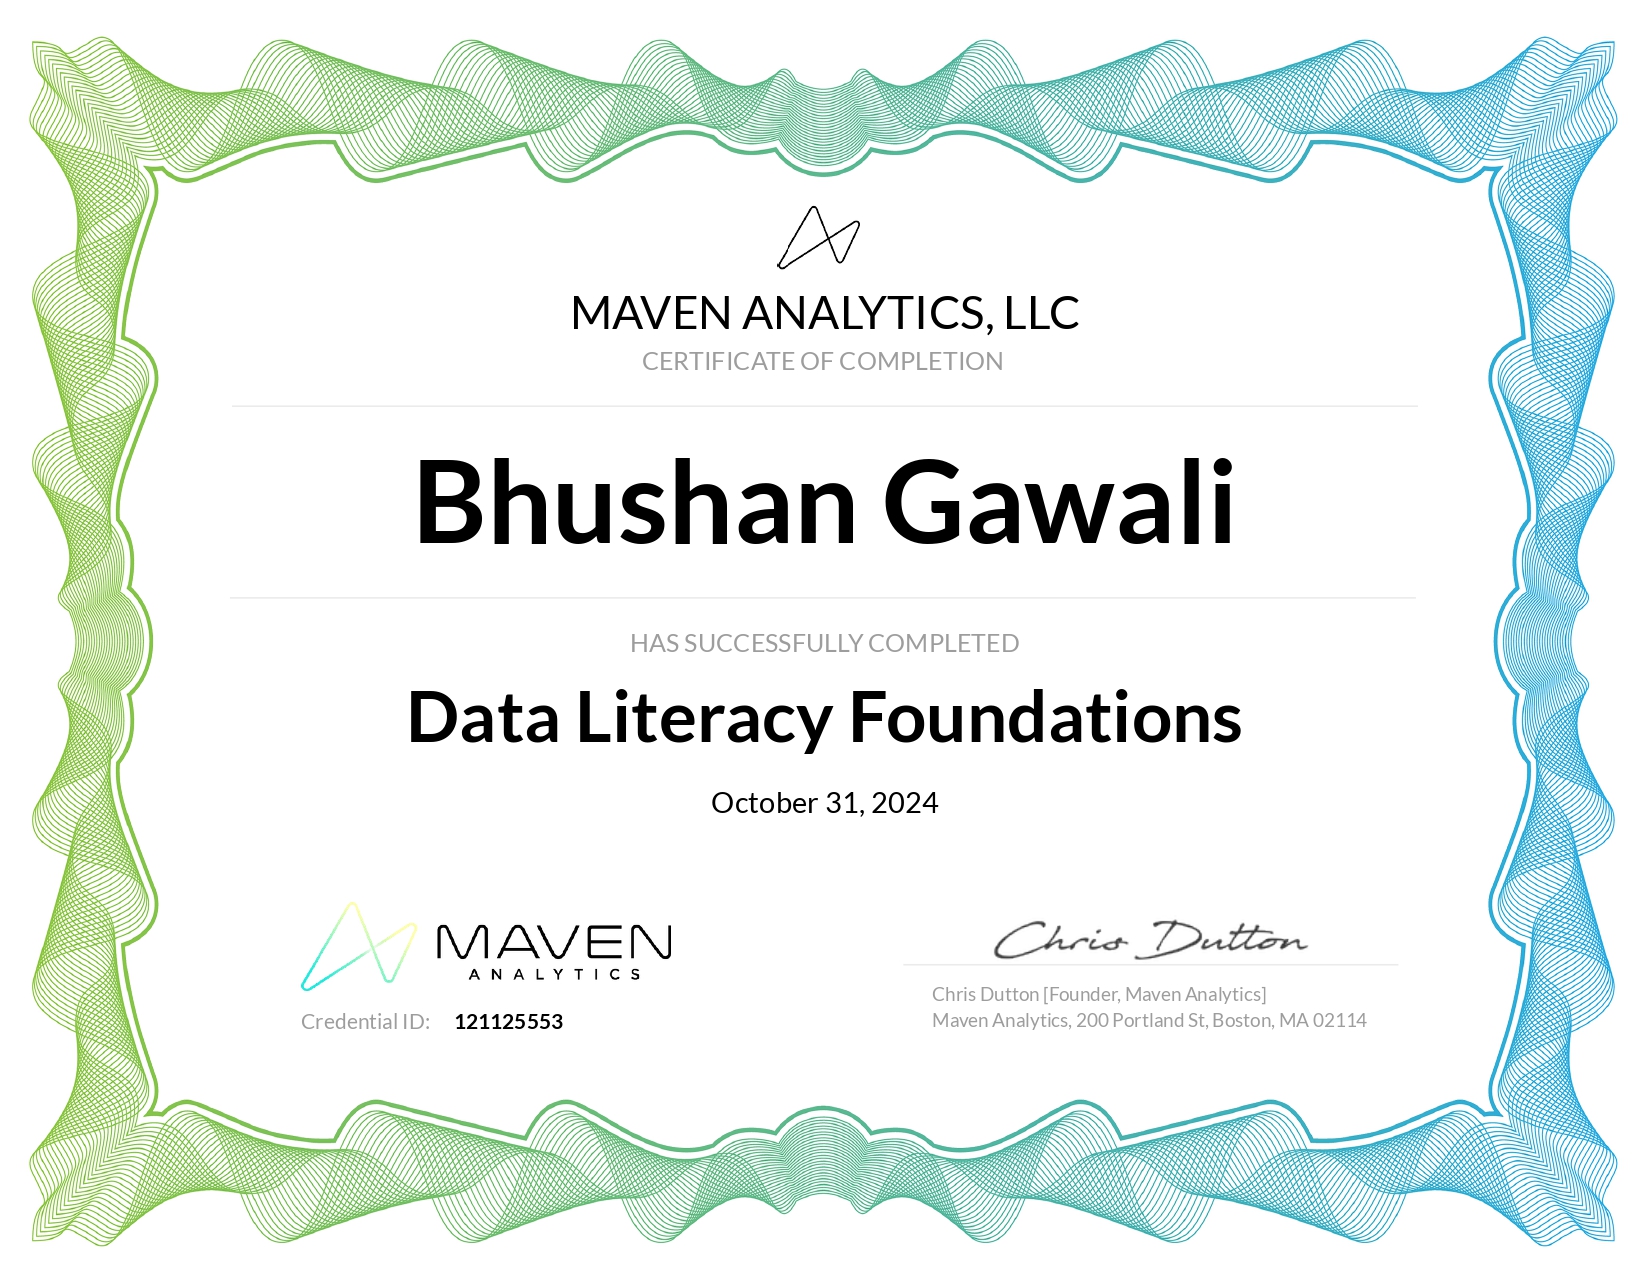 MAVEN ANALYTICS, LLC
CERTIFICATE OF COMPLETION
Bhushan Gawali
HAS SUCCESSFULLY COMPLETED
Data Literacy Foundations
October 31, 2024
MAVEN
ANALYTICS
Credential ID: 121125553
Chris Dutton
Chris Dutton [Founder, Maven Analytics]
Maven Analytics, 200 Portland St, Boston, MA 02114